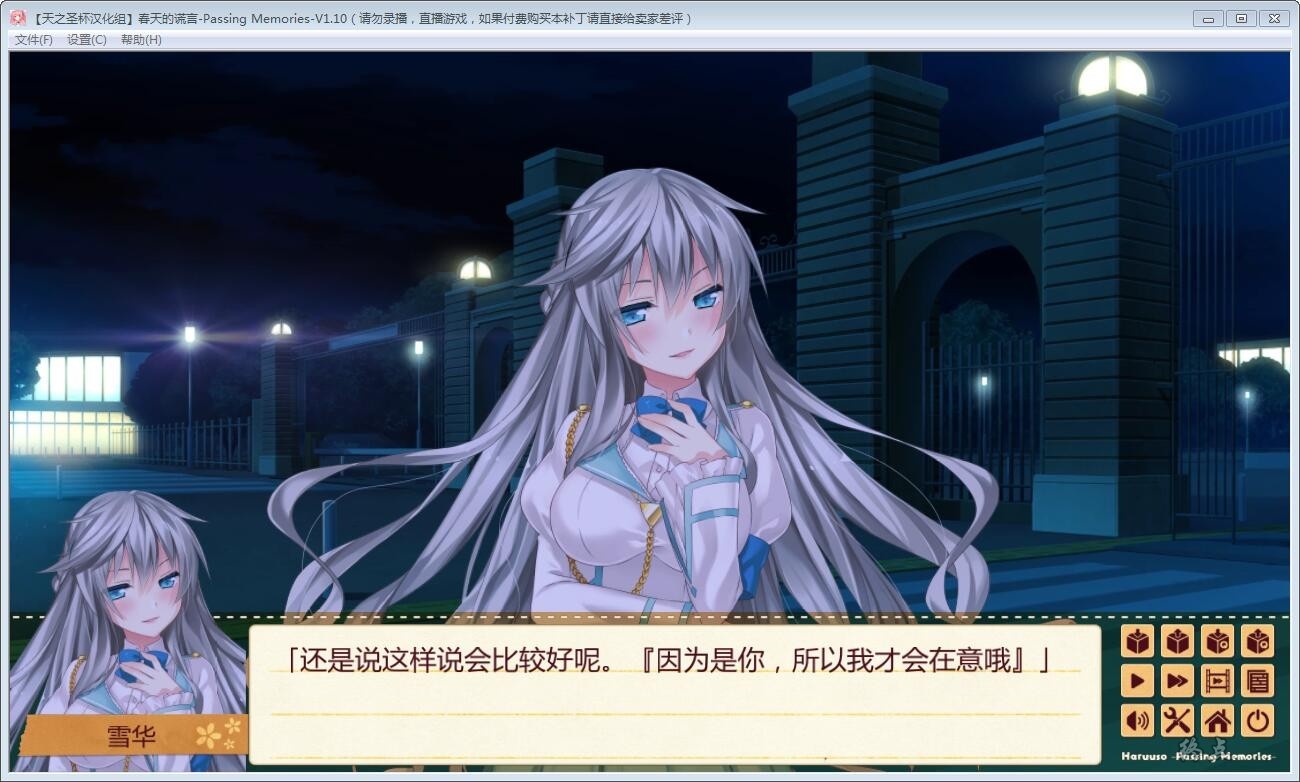 【天之圣杯汉化组】春天的谎言-Passing Memories-V1.10（请勿录播，直播游戏，如果付费购买本补丁请直接给卖家差评）
文件(F) 设置(C) 帮助(H)
「还是说这样说会比较好呢。『因为是你，所以我才会在意哦』」
雪华
终点
Haruuso Passing Memories